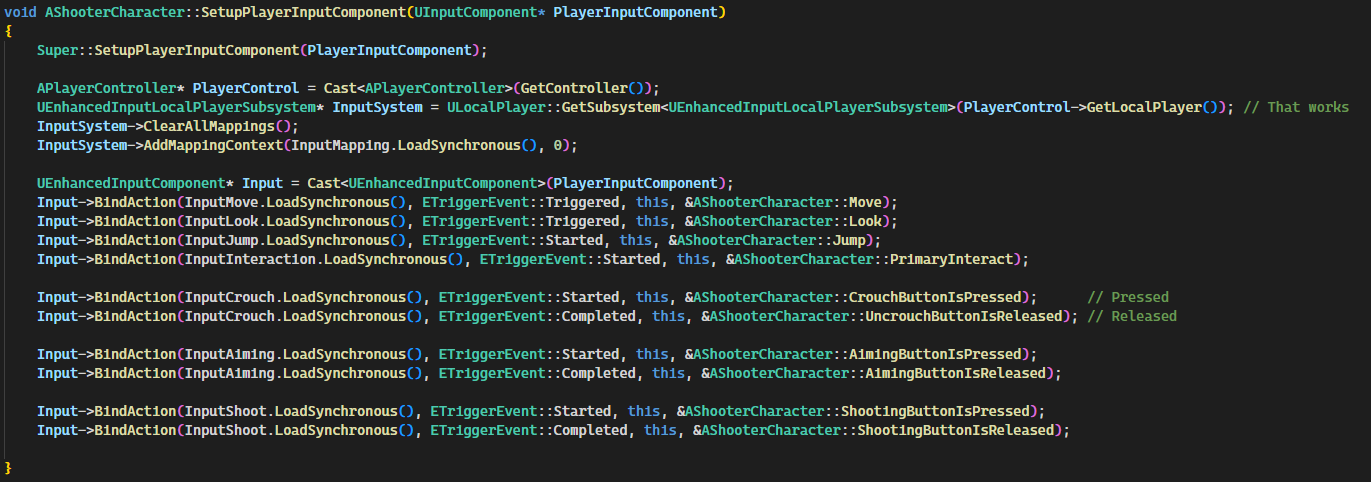 void AShooterCharacter::SetupPlayerInputComponent(UInputComponent* PlayerInputComponent)
{
    Super::SetupPlayerInputComponent(PlayerInputComponent);

    APlayerController* PlayerControl = Cast<APlayerController>(GetController());
    UEnhancedInputLocalPlayerSubsystem* InputSystem = ULocalPlayer::GetSubsystem<UEnhancedInputLocalPlayerSubsystem>(PlayerControl->GetLocalPlayer()); // That works
    InputSystem->ClearAllMappings();
    InputSystem->AddMappingContext(InputMapping.LoadSynchronous(), 0);

    UEnhancedInputComponent* Input = Cast<UEnhancedInputComponent>(PlayerInputComponent);
    Input->BindAction(InputMove.LoadSynchronous(), ETriggerEvent::Triggered, this, &AShooterCharacter::Move);
    Input->BindAction(InputLook.LoadSynchronous(), ETriggerEvent::Triggered, this, &AShooterCharacter::Look);
    Input->BindAction(InputJump.LoadSynchronous(), ETriggerEvent::Started, this, &AShooterCharacter::Jump);
    Input->BindAction(InputInteraction.LoadSynchronous(), ETriggerEvent::Started, this, &AShooterCharacter::PrimaryInteract);

    Input->BindAction(InputCrouch.LoadSynchronous(), ETriggerEvent::Started, this, &AShooterCharacter::CrouchButtonIsPressed);      // Pressed
    Input->BindAction(InputCrouch.LoadSynchronous(), ETriggerEvent::Completed, this, &AShooterCharacter::UncrouchButtonIsReleased); // Released

    Input->BindAction(InputAiming.LoadSynchronous(), ETriggerEvent::Started, this, &AShooterCharacter::AimingButtonIsPressed);
    Input->BindAction(InputAiming.LoadSynchronous(), ETriggerEvent::Completed, this, &AShooterCharacter::AimingButtonIsReleased);

    Input->BindAction(InputShoot.LoadSynchronous(), ETriggerEvent::Started, this, &AShooterCharacter::ShootingButtonIsPressed);
    Input->BindAction(InputShoot.LoadSynchronous(), ETriggerEvent::Completed, this, &AShooterCharacter::ShootingButtonIsReleased);

}